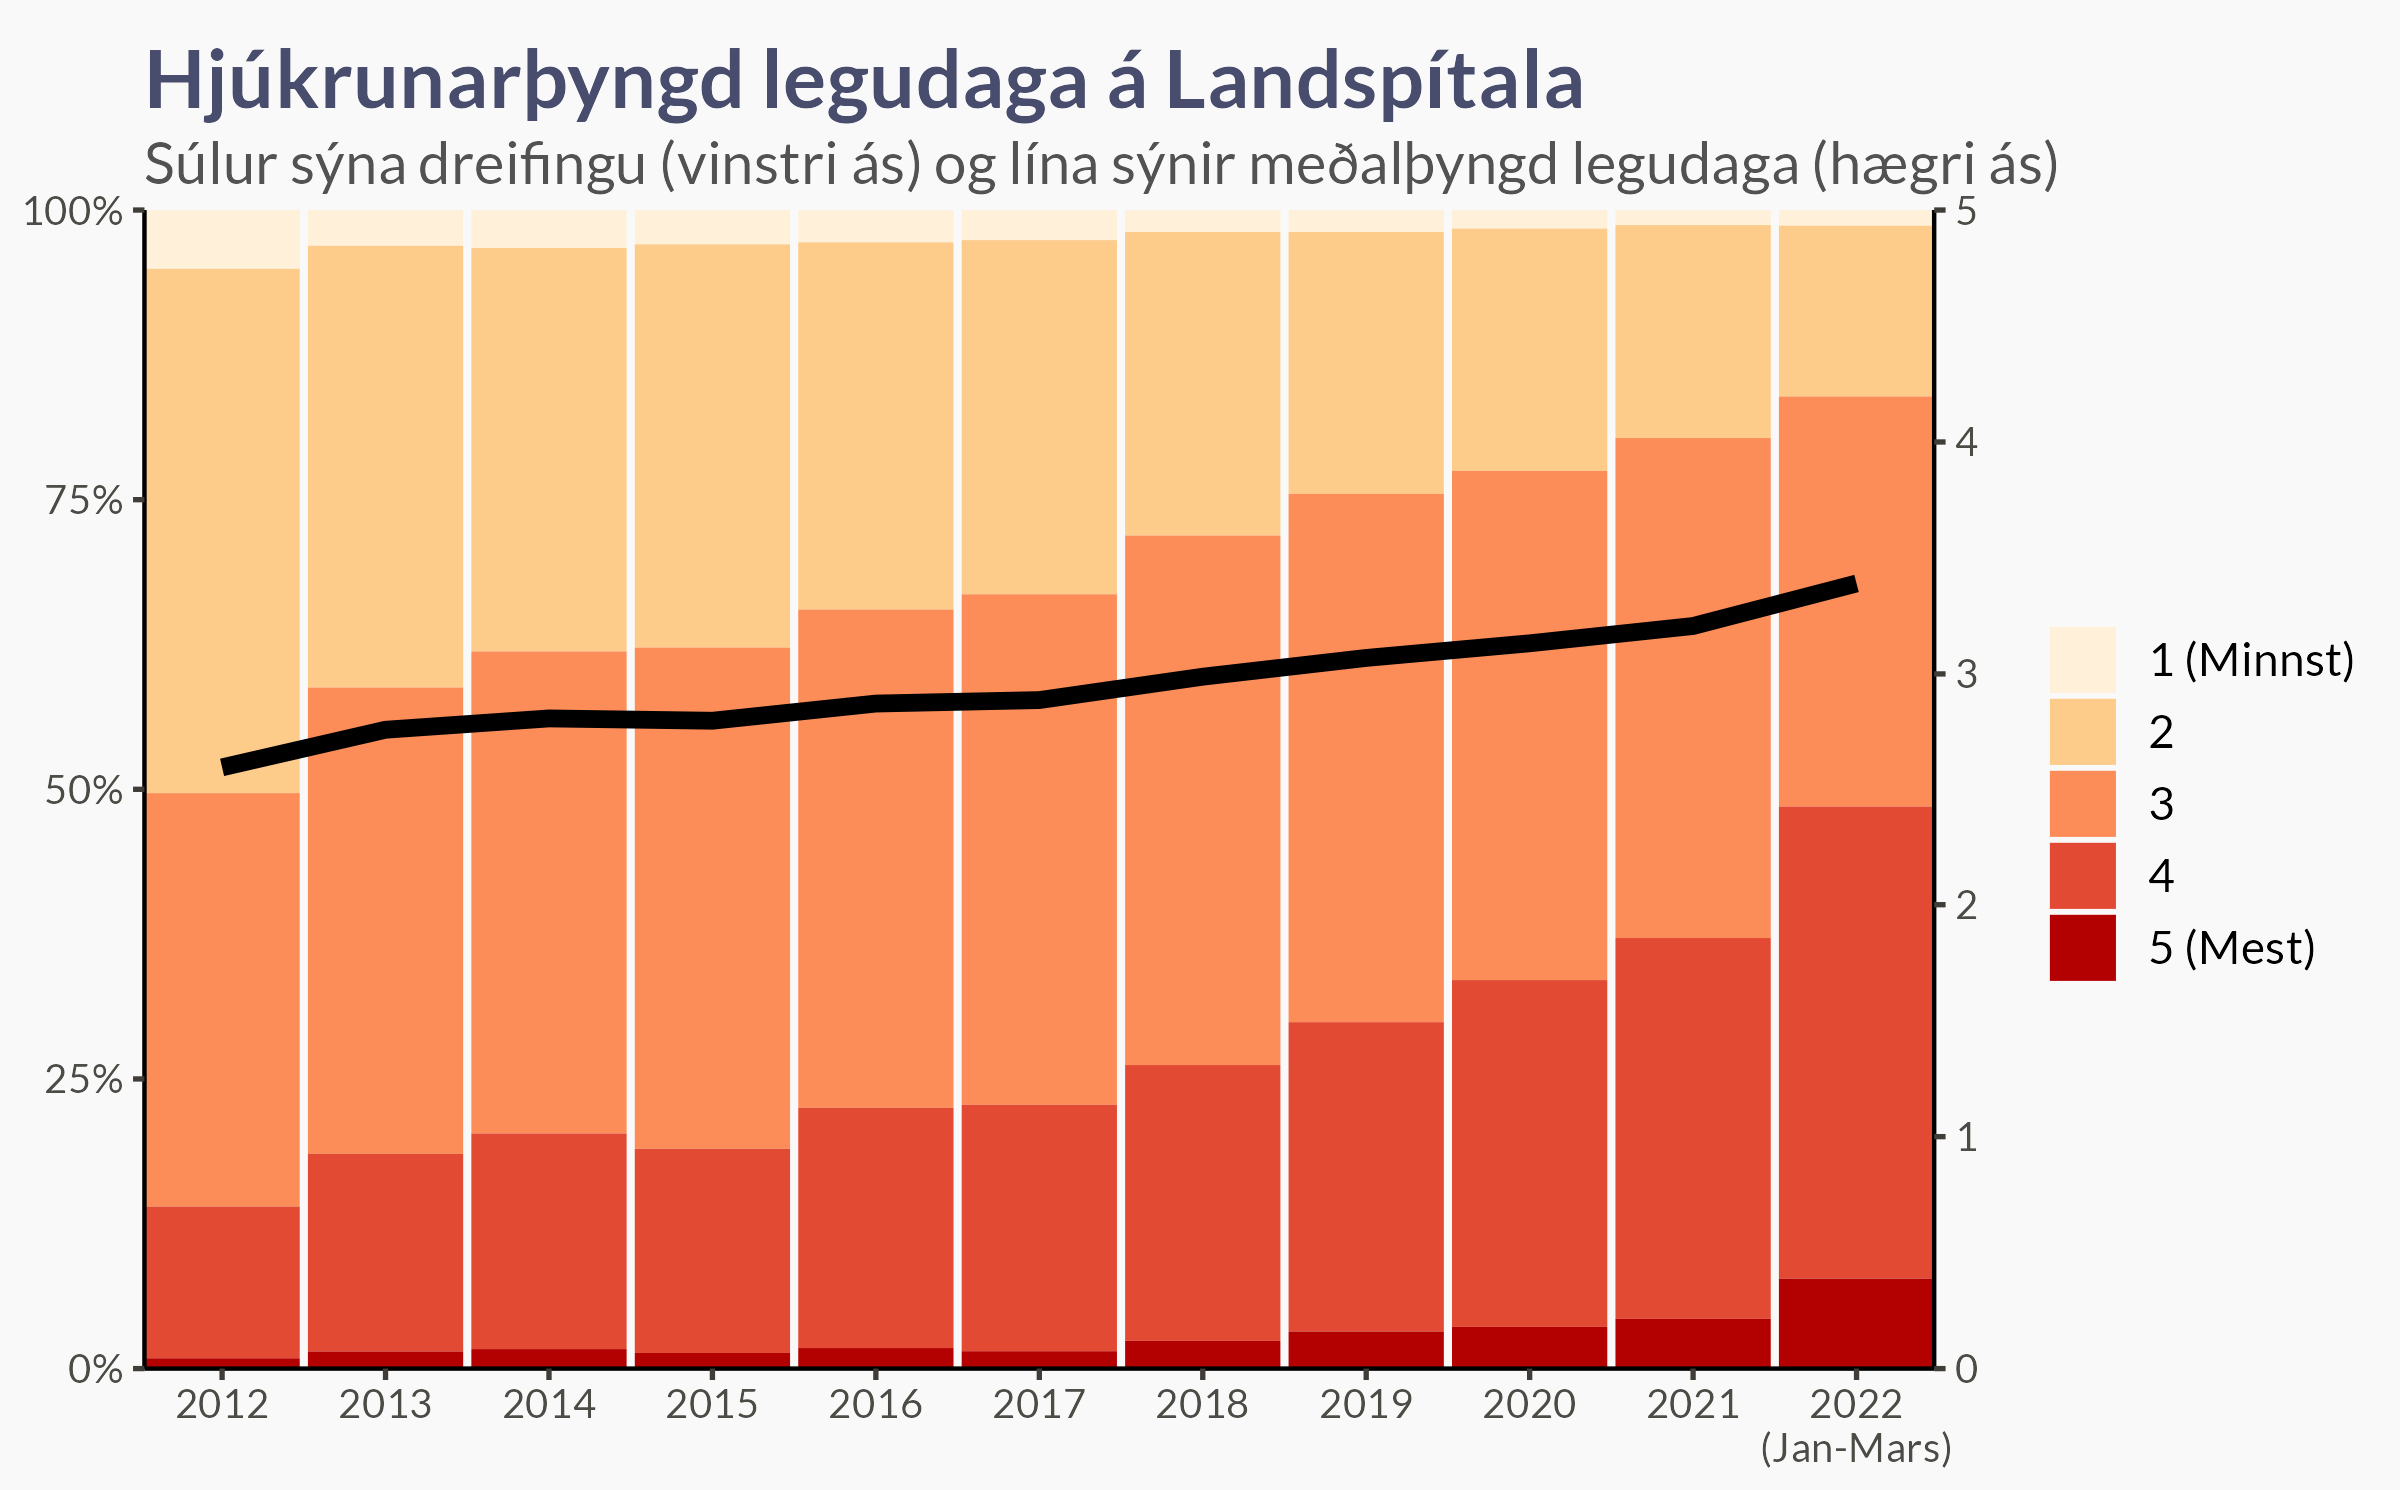 Hjúkrunarþyngd legudaga á Landspítala
Súlur sýna dreifingu (vinstri ás) og lína sýnir meðalþyngd legudaga (hægri ás)
100%
75%
50%
25%
0%
5
4
3
2
1
0
1 (Minnst)
2
3
4
5 (Mest)
2012 2013 2014 2015 2016 2017 2018 2019 2020 2021 2022
(Jan-Mars)